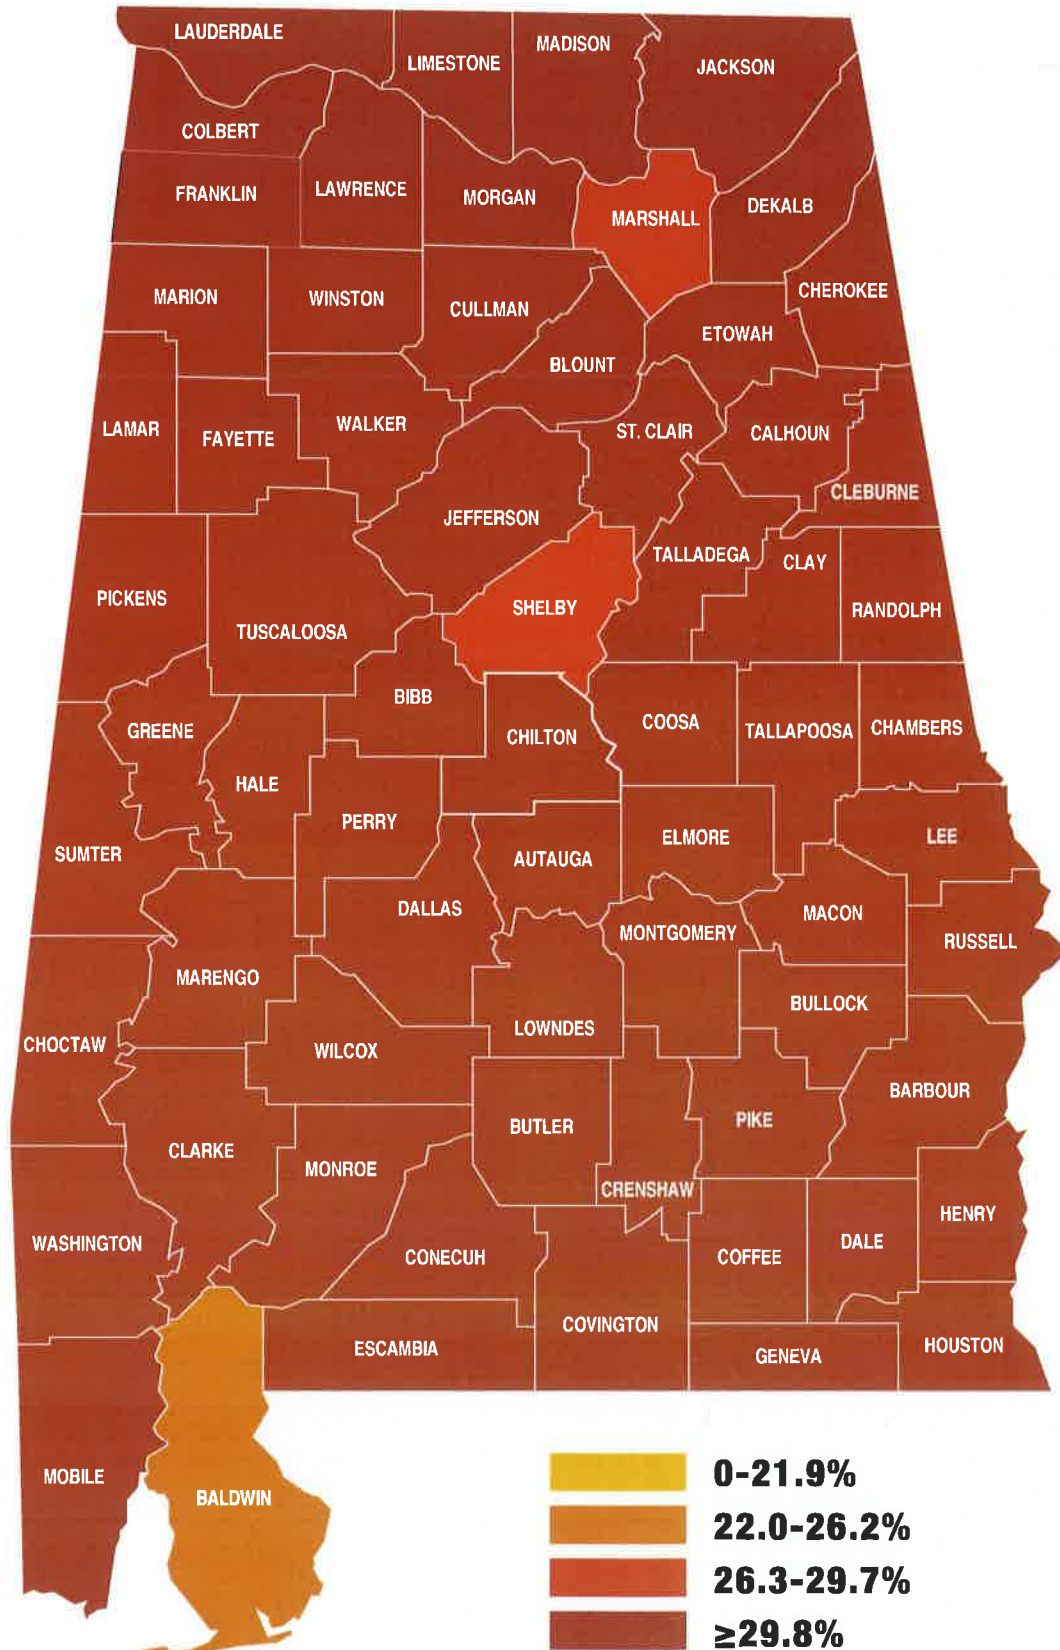 LAUDERDALE
LIMESTONE
MADISON
JACKSON
COLBERT
FRANKLIN
LAWRENCE
MORGAN
MARSHALL
DEKALB
CHEROKEE
MARION
WINSTON
CULLMAN
BLOUNT
ETOWAH
LAMAR
FAYETTE
WALKER
ST. CLAIR
CALHOUN
CLEBURNE
JEFFERSON
TALLADEGA
CLAY
PICKENS
TUSCALOOSA
SHELBY
RANDOLPH
GREENE
BIBB
CHILTON
COOSA
TALLAPOOSA
CHAMBERS
HALE
PERRY
SUMTER
AUTAUGA
ELMORE
LEE
DALLAS
MACON
MONTGOMERY
RUSSELL
MARENGO
BULLOCK
CHOCTAW
WILCOX
LOWNDES
BARBOUR
CLARKE
BUTLER
PIKE
MONROE
CRENSHAW
HENRY
WASHINGTON
CONECUH
COFFEE
DALE
ESCAMBIA
COVINGTON
GENEVA
HOUSTON
MOBILE
BALDWIN
0-21.9%
22.0-26.2%
26.3-29.7%
≥29.8%